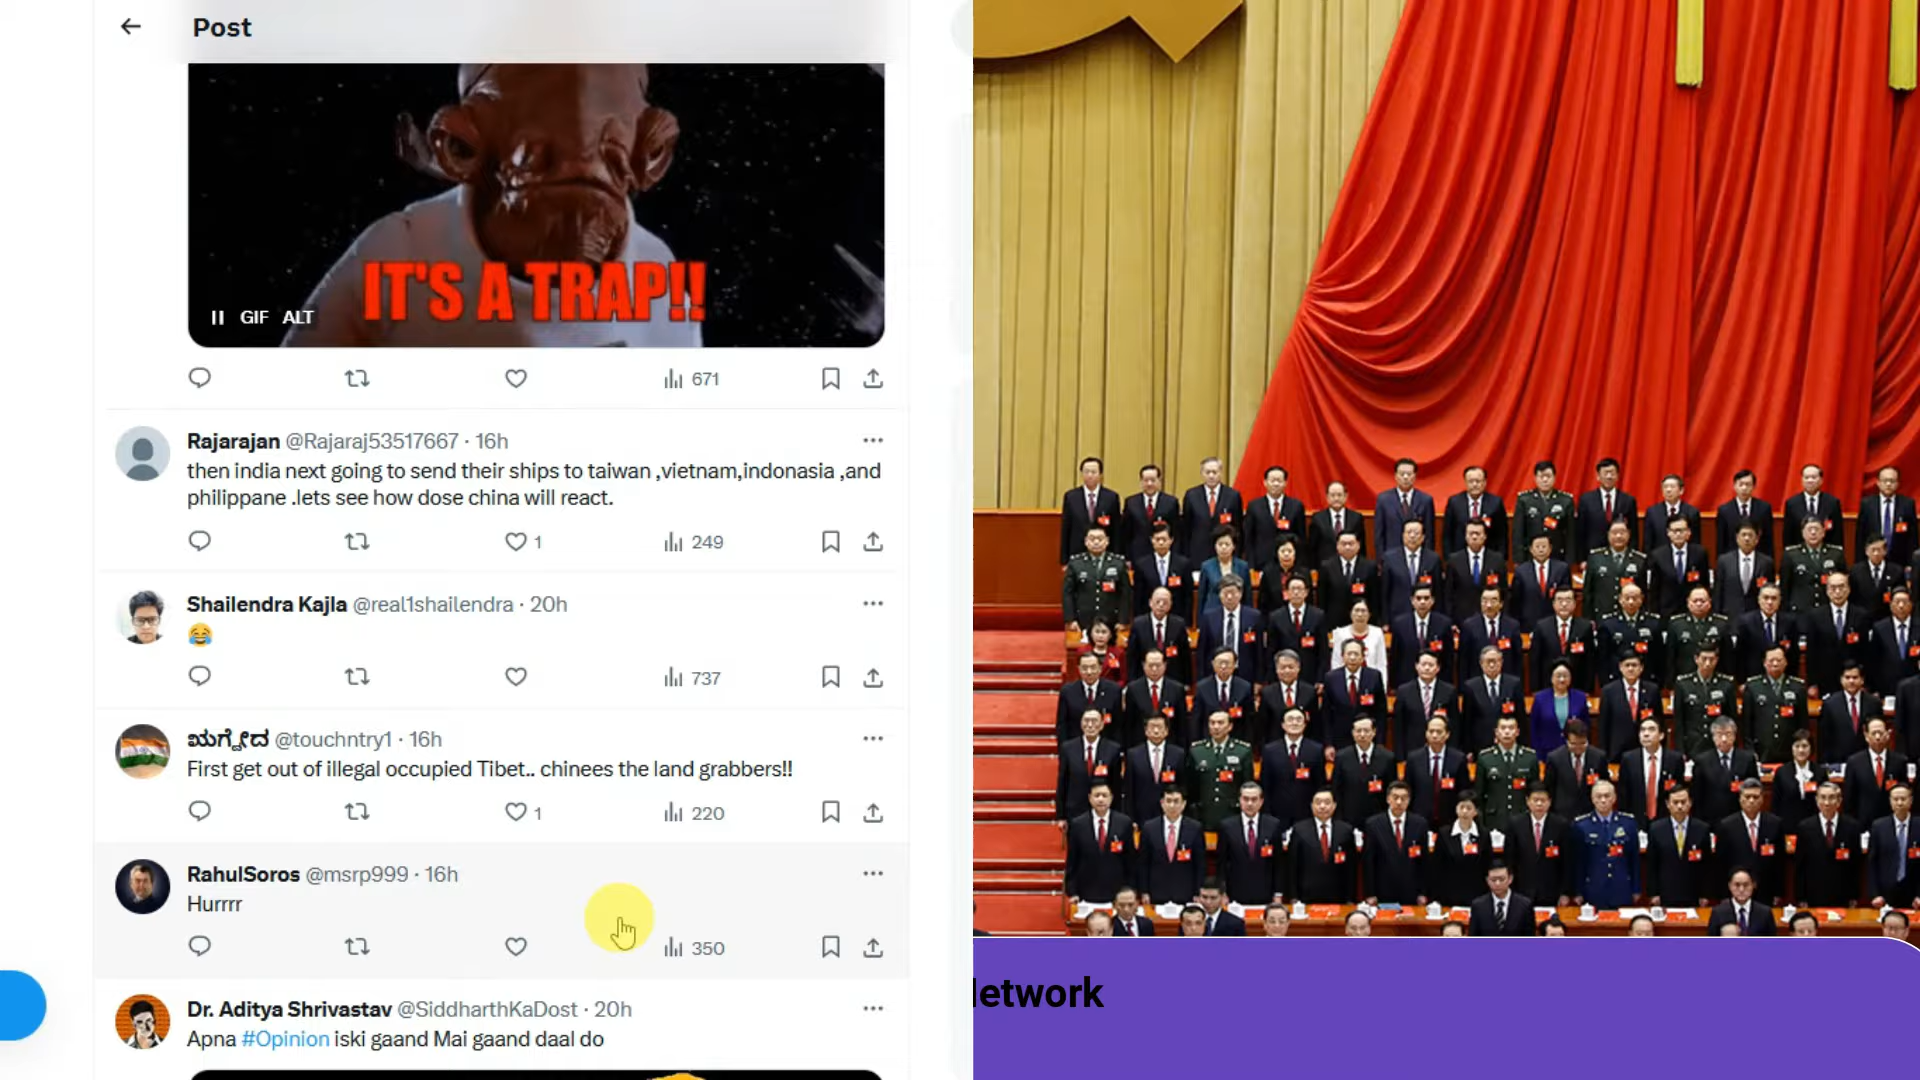 Post
IT'S A TRAP!!
GIF ALT
671
Rajarajan @Rajaraj53517667 · 16h
then india next going to send their ships to taiwan ,vietnam,indonasia ,and
philippane .lets see how dose china will react.
1 249
Shailendra Kajla @real1shailendra · 20h
😂
737
ಋಗ್ವೇದ @touchntry1 · 16h
First get out of illegal occupied Tibet.. chinees the land grabbers!!
1 220
RahulSoros @msrp999 · 16h
Hurrrr
350
Dr. Aditya Shrivastav @SiddharthKaDost · 20h
Apna #Opinion iski gaand Mai gaand daal do
etwork